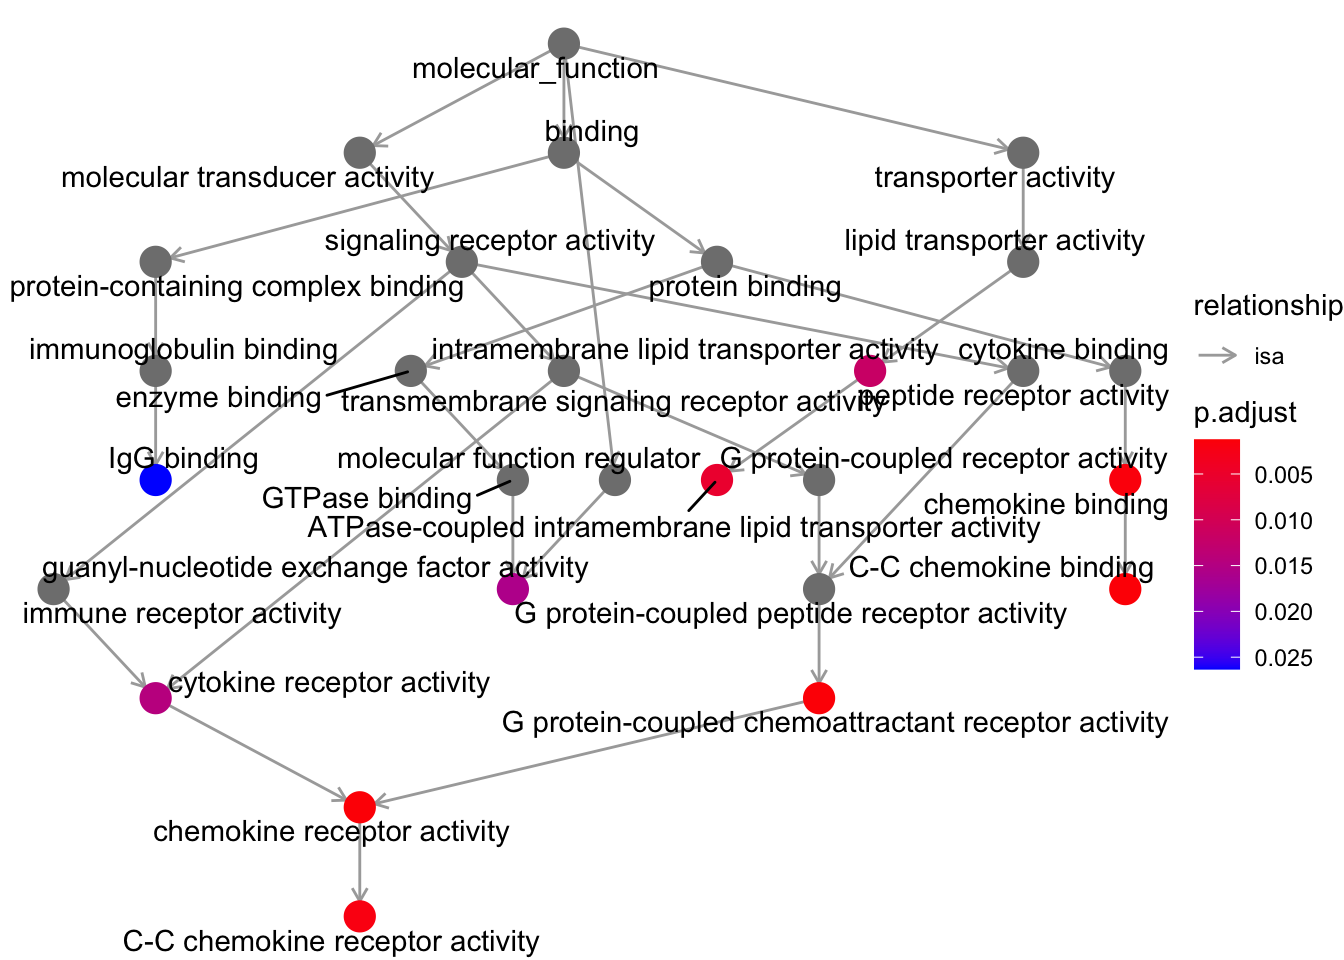 molecular_function
binding
molecular transducer activity
transporter activity
signaling receptor activity
lipid transporter activity
protein-containing complex binding
protein binding
relationship
immunoglobulin binding
intramembrane lipid transporter activity
cytokine binding
isa
enzyme binding
transmembrane signaling receptor activity
peptide receptor activity
p.adjust
IgG binding
molecular function regulator
G protein-coupled receptor activity
0.005
GTPase binding
chemokine binding
ATPase-coupled intramembrane lipid transporter activity
0.010
guanyl-nucleotide exchange factor activity
C-C chemokine binding
0.015
immune receptor activity
G protein-coupled peptide receptor activity
0.020
0.025
cytokine receptor activity
G protein-coupled chemoattractant receptor activity
chemokine receptor activity
C-C chemokine receptor activity